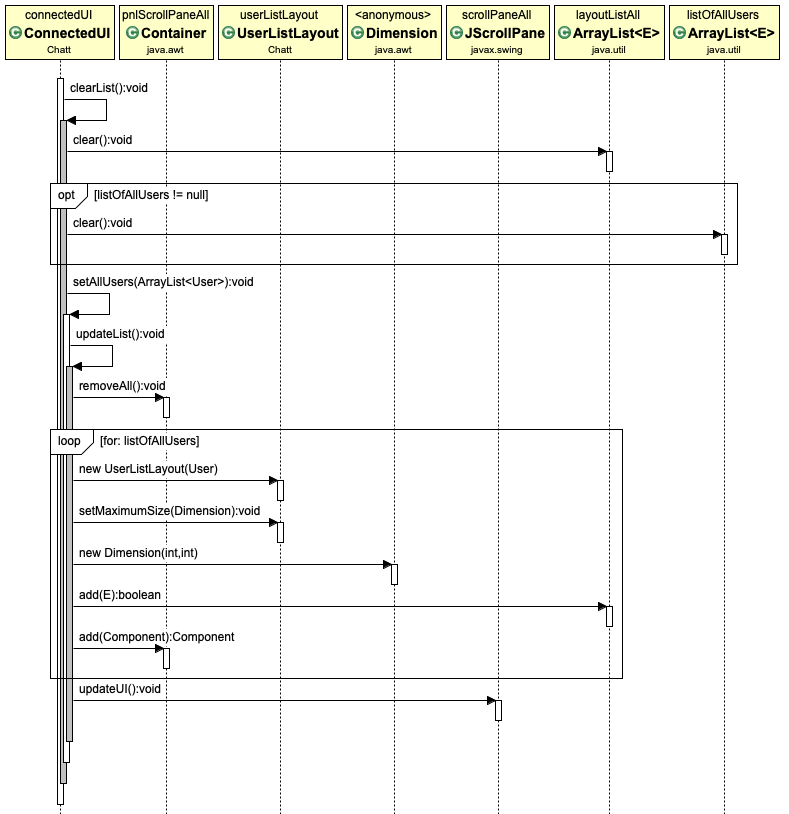 connectedUI
C ConnectedUI
Chatt
pnlScrollPaneAll
C Container
java.awt
userListLayout
C UserListLayout
Chatt
<anonymous>
C Dimension
java.awt
scrollPaneAll
C JScrollPane
javax.swing
layoutListAll
C ArrayList<E>
java.util
listOfAllUsers
C ArrayList<E>
java.util
clearList():void
clear():void
opt [listOfAllUsers != null]
clear():void
setAllUsers(ArrayList<User>):void
updateList():void
removeAll():void
loop [for: listOfAllUsers]
new UserListLayout(User)
setMaximumSize(Dimension):void
new Dimension(int,int)
add(E):boolean
add(Component):Component
updateUI():void